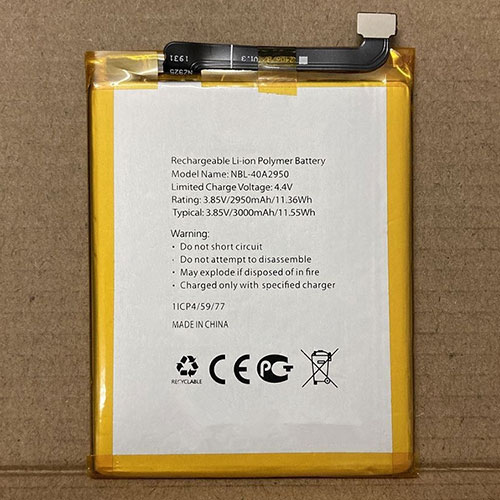 1931
NZ925
Rechargeable Li-ion Polymer Battery
Model Name: NBL-40A2950
Limited Charge Voltage: 4.4V
Rating: 3.85V/2950mAh/11.36Wh
Typical: 3.85V/3000mAh/11.55Wh
Warning:
• Do not short circuit
· Do not attempt to disassemble
• May explode if disposed of in fire
• Charged only with specified charger
1ICP4/59/77
MADE IN CHINA
RECYCLABLE